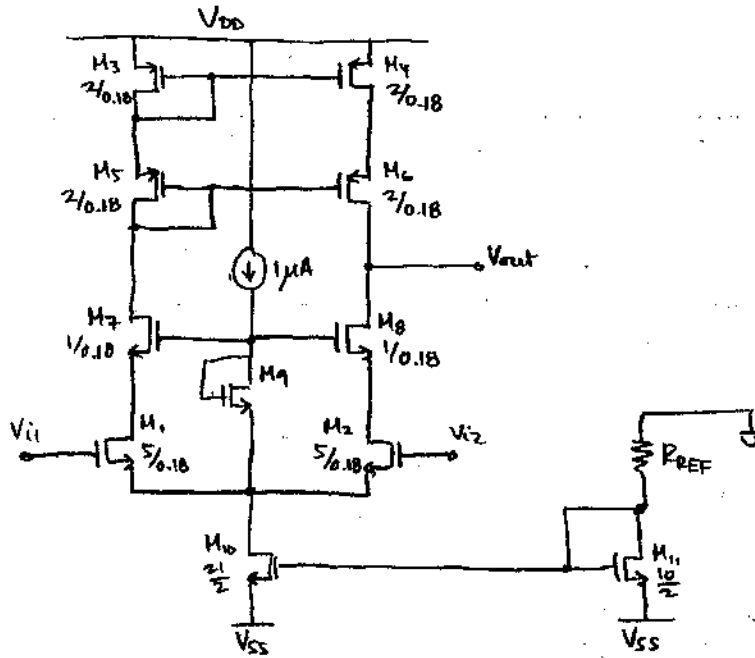 VDD
M3
2/0.18
M4
2/0.18
M5
2/0.18
M6
2/0.18
1μA
Vout
M7
1/0.18
M8
1/0.18
M9
Vi1
M1
5/0.18
M2
5/0.18
Vi2
RREF
M10
21/2
M11
10/2
VSS
VSS